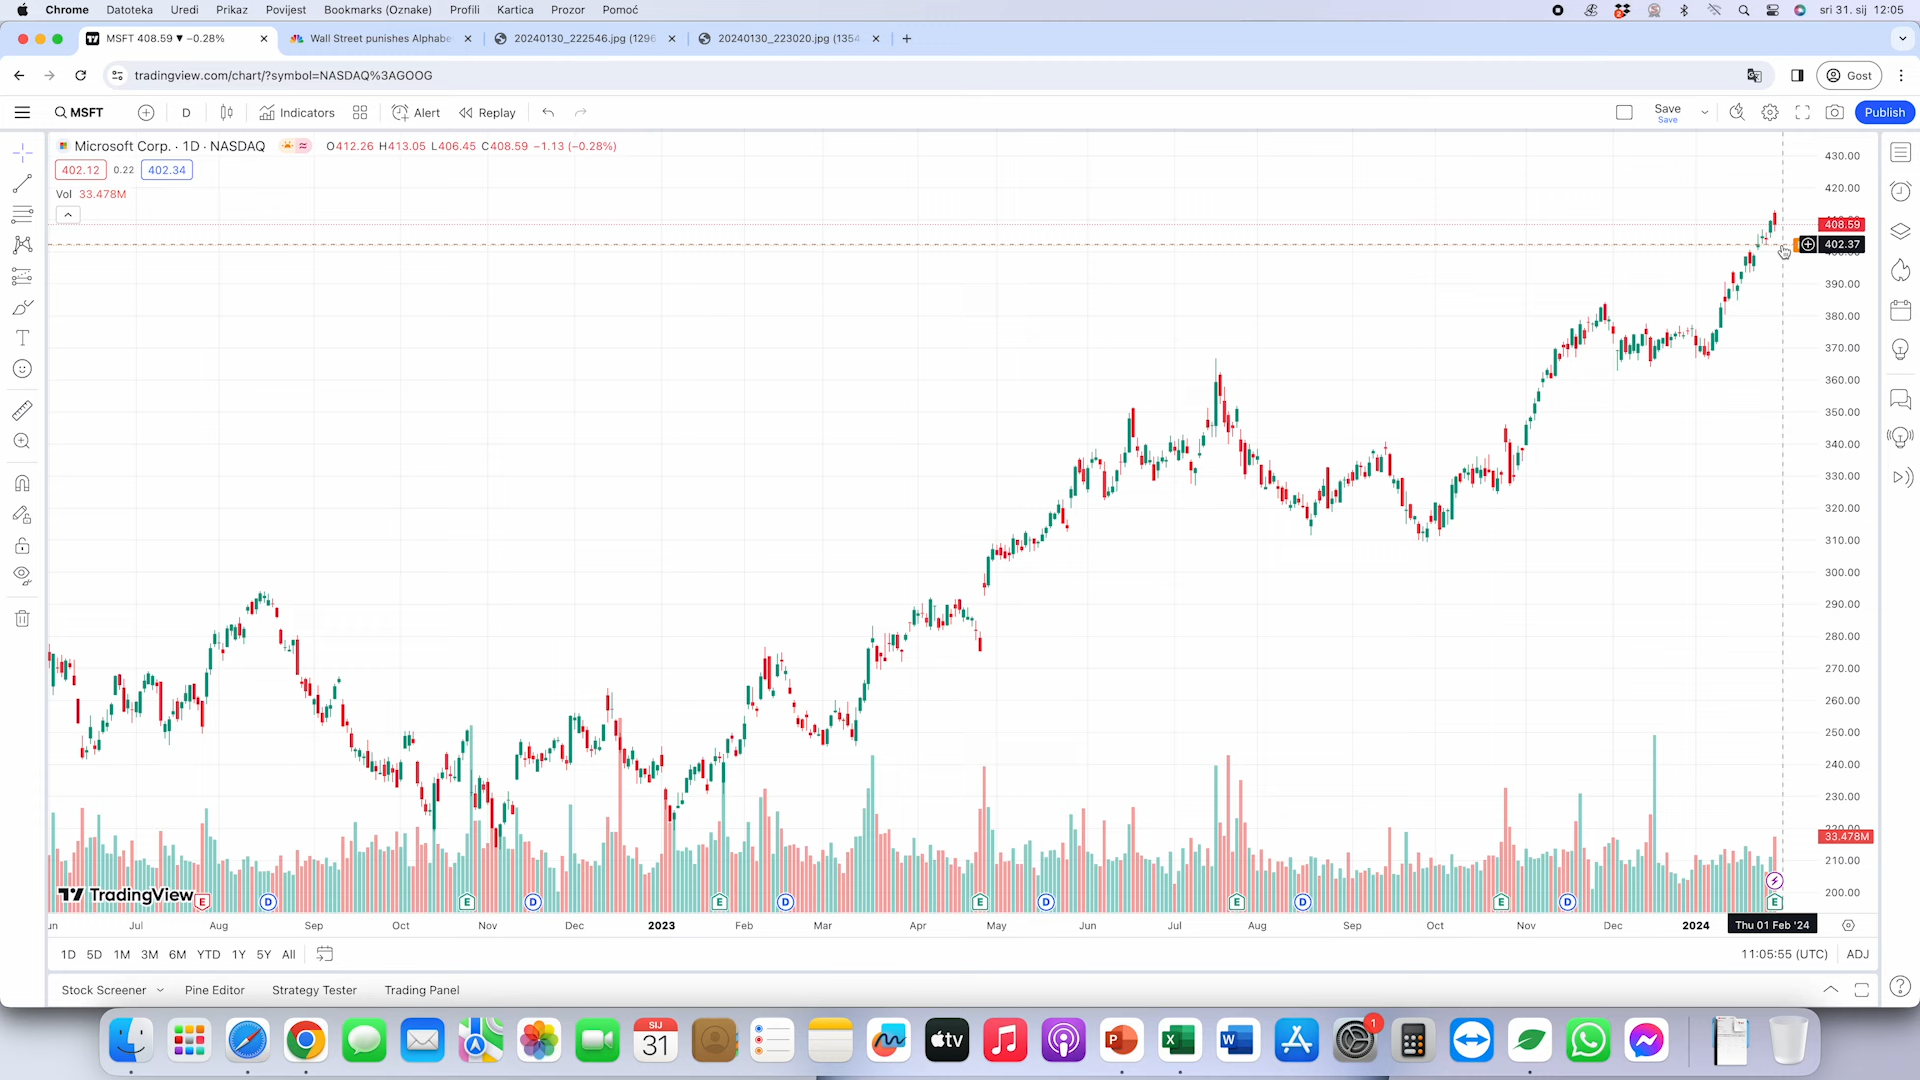 Chrome Datoteka Uredi Prikaz Povijest Bookmarks (Oznake) Profili Kartica Prozor Pomoć sri 31. sij 12:05
MSFT 408.59 ▼ −0.28% Wall Street punishes Alphabe 20240130_222546.jpg (1296 20240130_223020.jpg (1354
tradingview.com/chart/?symbol=NASDAQ%3AGOOG Gost
MSFT D Indicators Alert Replay Save Publish
Save
Microsoft Corp. · 1D · NASDAQ O412.26 H413.05 L406.45 C408.59 −1.13 (−0.28%)
402.12 0.22 402.34
Vol 33.478M
430.00
420.00
408.59
402.37
390.00
380.00
370.00
360.00
350.00
340.00
330.00
320.00
310.00
300.00
290.00
280.00
270.00
260.00
250.00
240.00
230.00
33.478M
210.00
200.00
TradingView
E D E D E D E D E D E D E
Jul Aug Sep Oct Nov Dec 2023 Feb Mar Apr May Jun Jul Aug Sep Oct Nov Dec 2024 Thu 01 Feb '24
1D 5D 1M 3M 6M YTD 1Y 5Y All 11:05:55 (UTC) ADJ
Stock Screener Pine Editor Strategy Tester Trading Panel
SIJ
31
tv
P
X
W
1